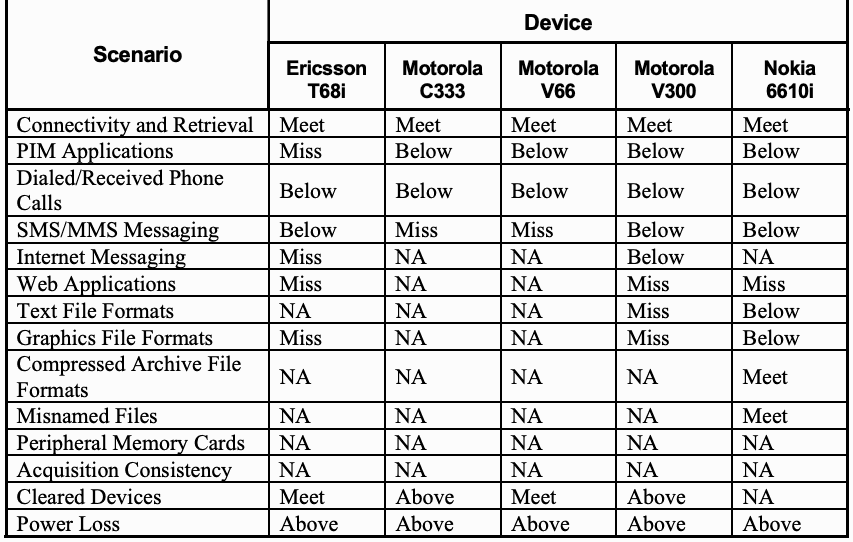 Scenario
Device
Ericsson T68i
Motorola C333
Motorola V66
Motorola V300
Nokia 6610i
Connectivity and Retrieval Meet Meet Meet Meet Meet
PIM Applications Miss Below Below Below Below
Dialed/Received Phone
Calls
Below Below Below Below Below
SMS/MMS Messaging Below Miss Miss Below Below
Internet Messaging Miss NA NA Below NA
Web Applications Miss NA NA Miss Miss
Text File Formats NA NA NA Miss Below
Graphics File Formats Miss NA NA Miss Below
Compressed Archive File
Formats
NA NA NA NA Meet
Misnamed Files NA NA NA NA Meet
Peripheral Memory Cards NA NA NA NA NA
Acquisition Consistency NA NA NA NA NA
Cleared Devices Meet Above Meet Above NA
Power Loss Above Above Above Above Above